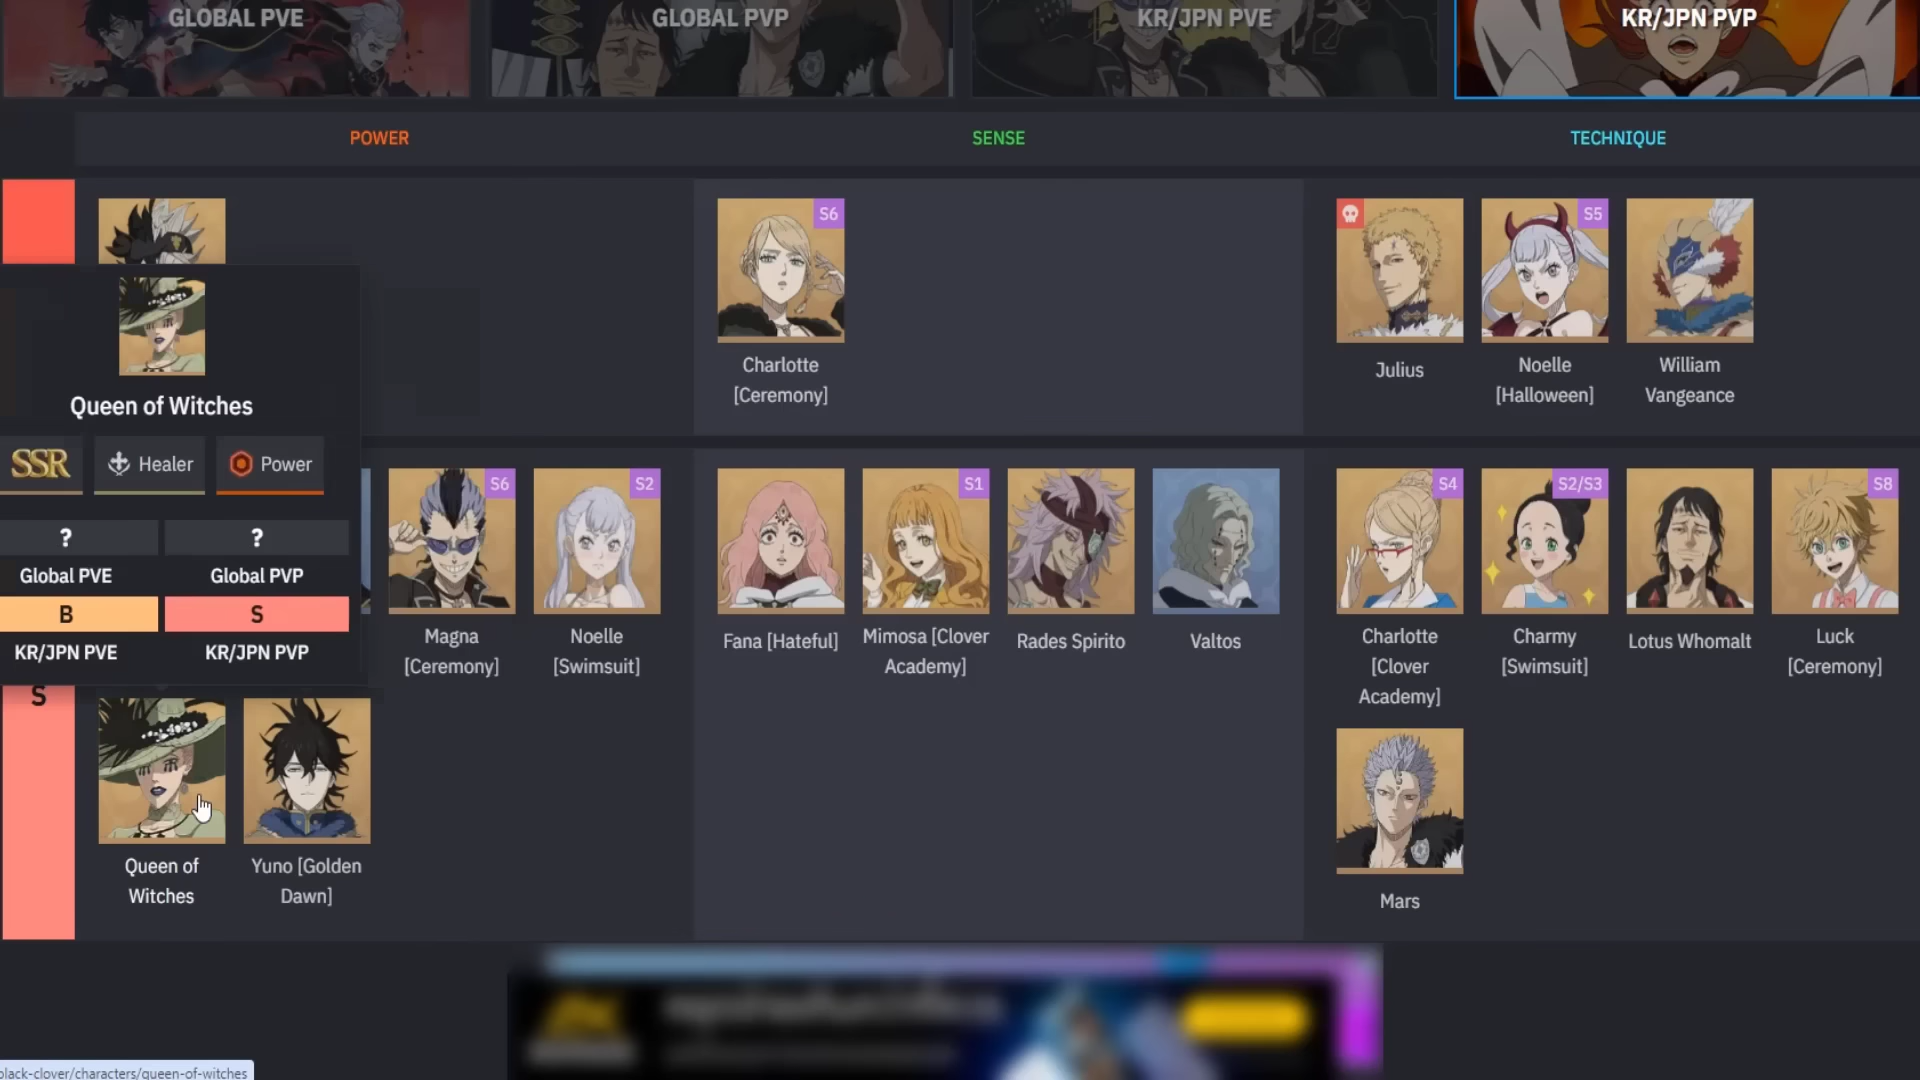 GLOBAL PVE
GLOBAL PVP
KR/JPN PVE
KR/JPN PVP
POWER
SENSE
TECHNIQUE
S6
S5
Charlotte
[Ceremony]
Julius
Noelle
[Halloween]
William
Vangeance
Queen of Witches
SSR
Healer
Power
?
?
Global PVE
Global PVP
B
S
KR/JPN PVE
KR/JPN PVP
S6
S2
S1
S4
S2/S3
S8
Magna
[Ceremony]
Noelle
[Swimsuit]
Fana [Hateful]
Mimosa [Clover
Academy]
Rades Spirito
Valtos
Charlotte
[Clover
Academy]
Charmy
[Swimsuit]
Lotus Whomalt
Luck
[Ceremony]
S
Queen of
Witches
Yuno [Golden
Dawn]
Mars
black-clover/characters/queen-of-witches